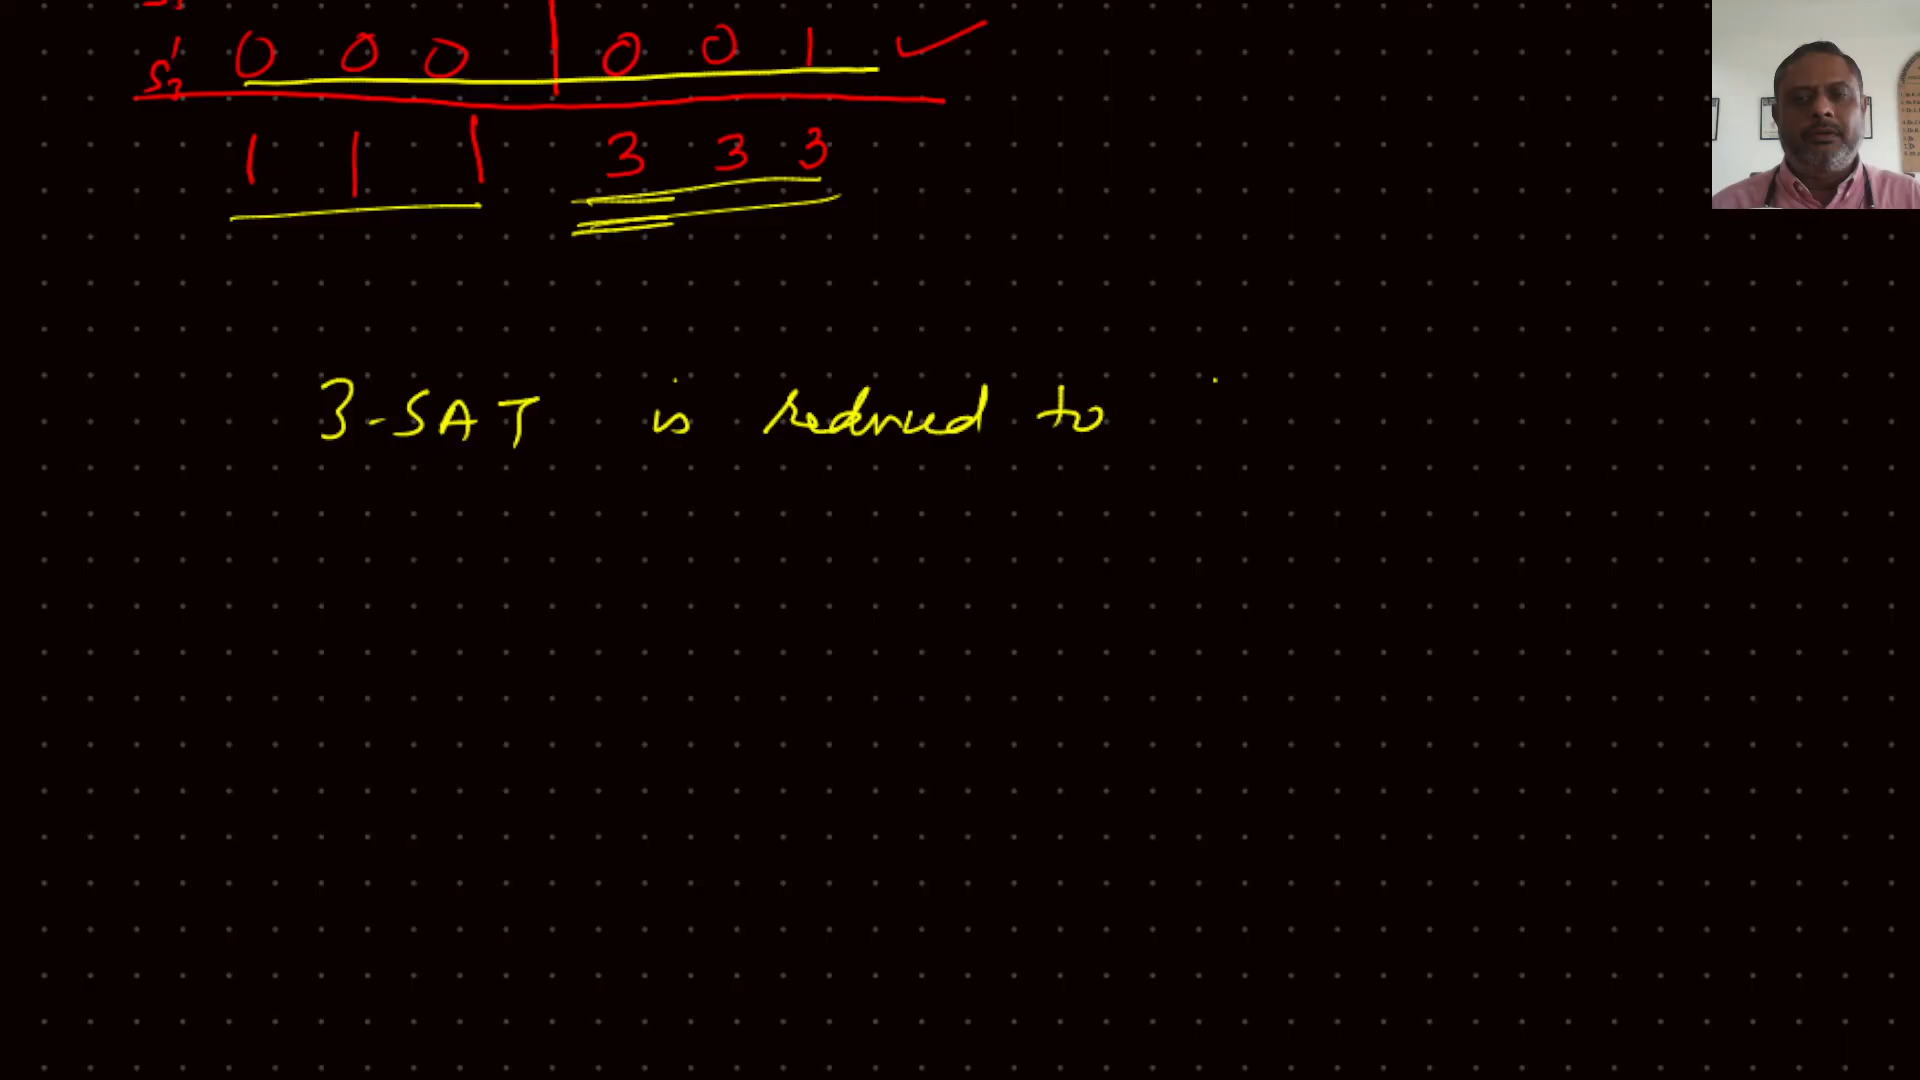 S'₃ 0 0 0 | 0 0 1 ✓
1 1 1 3 3 3
3-SAT is reduced to